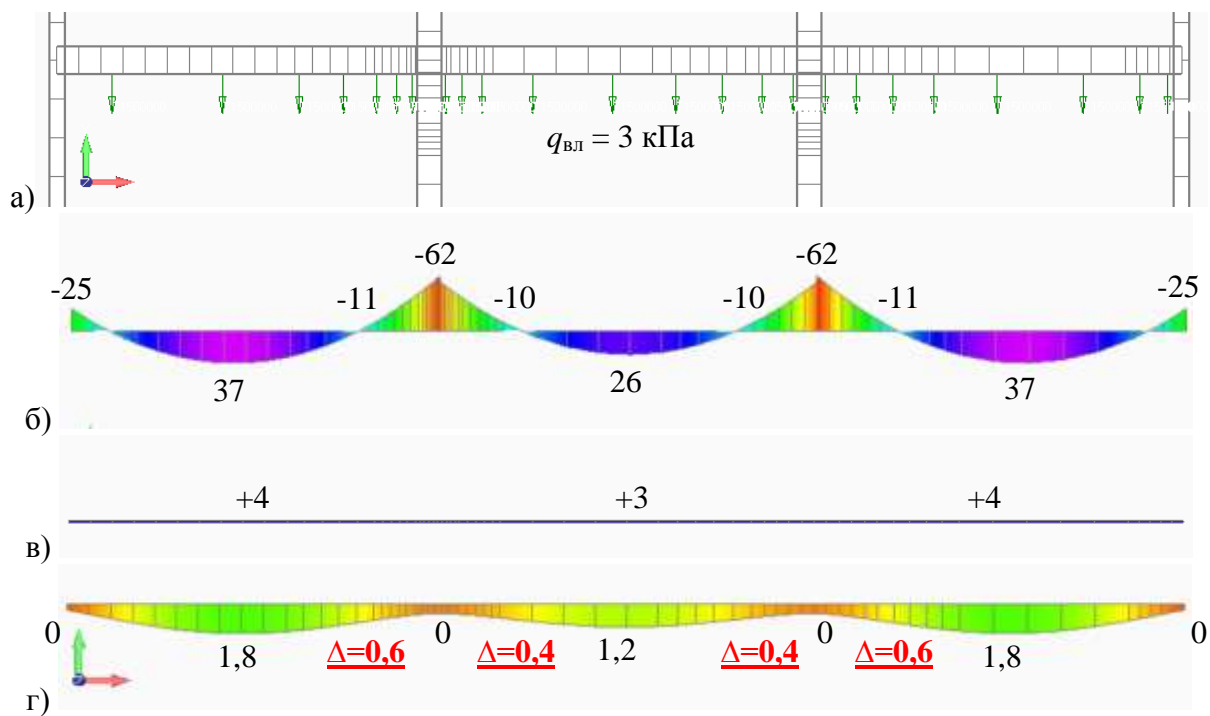 qвл = 3 кПа
а)
-62 -62
-25 -11 -10 -10 -11 -25
37 26 37
б)
+4 +3 +4
в)
0 1,8 Δ=0,6 0 Δ=0,4 1,2 Δ=0,4 0 Δ=0,6 1,8 0
г)